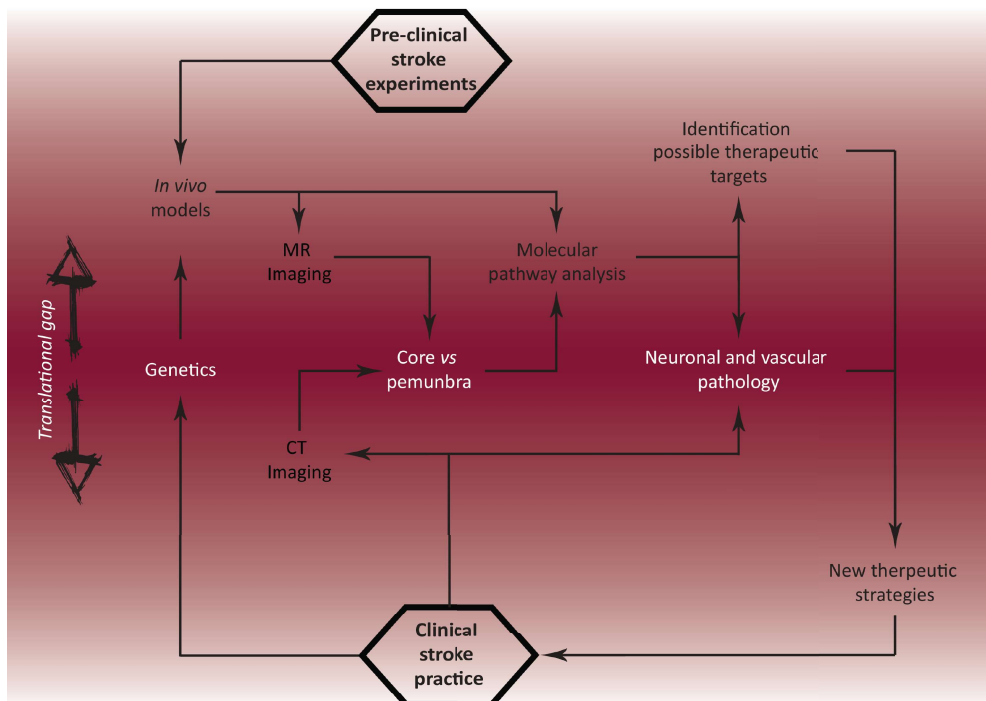 Pre-clinical
stroke
experiments
Identification
possible therapeutic
targets
In vivo
models
MR
Imaging
Molecular
pathway analysis
Translational gap
Genetics
Core vs
pemunbra
Neuronal and vascular
pathology
CT
Imaging
New therpeutic
strategies
Clinical
stroke
practice